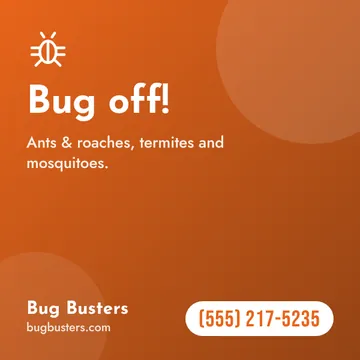 Bug off!
Ants & roaches, termites and
mosquitoes.
Bug Busters
bugbusters.com
(555) 217-5235